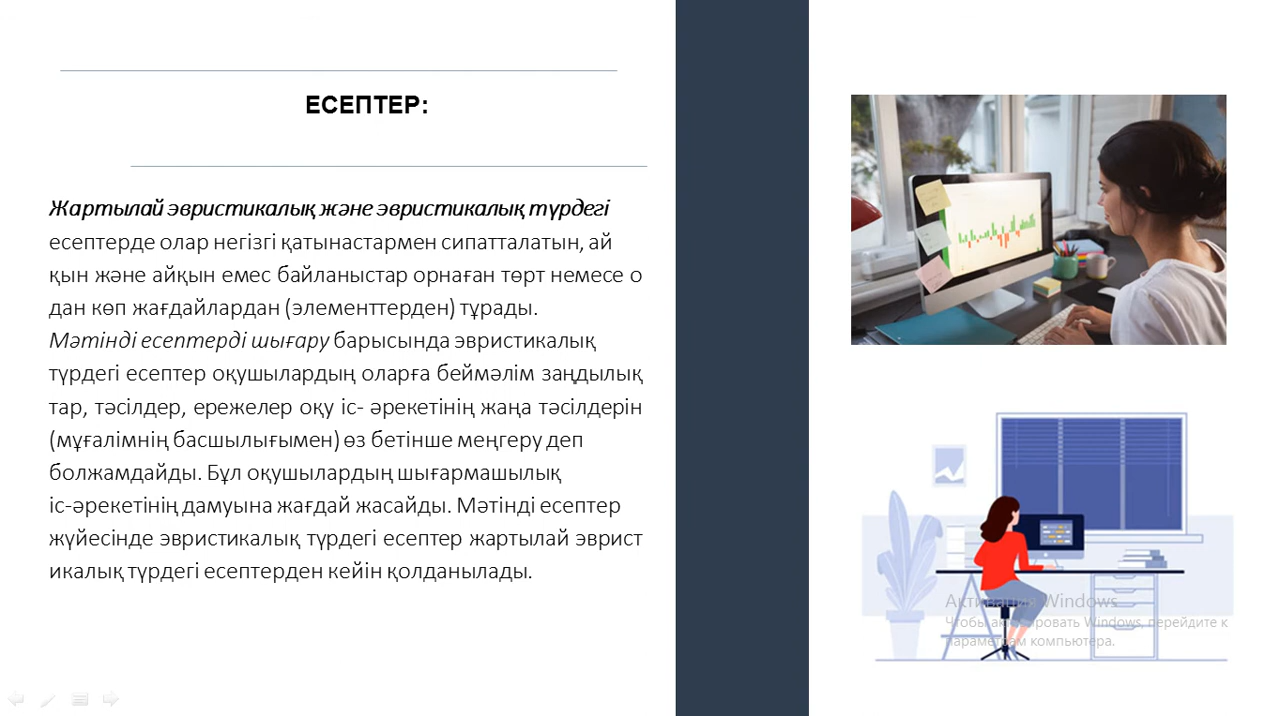 ЕСЕПТЕР:
Жартылай эвристикалық және эвристикалық түрдегі
есептерде олар негізгі қатынастармен сипатталатын, ай
қын және айқын емес байланыстар орнаған төрт немесе о
дан көп жағдайлардан (элементтерден) тұрады.
Мәтінді есептерді шығару барысында эвристикалық
түрдегі есептер оқушылардың оларға беймәлім заңдылық
тар, тәсілдер, ережелер оқу іс- әрекетінің жаңа тәсілдерін
(мұғалімнің басшылығымен) өз бетінше меңгеру деп
болжамдайды. Бұл оқушылардың шығармашылық
іс-әрекетінің дамуына жағдай жасайды. Мәтінді есептер
жүйесінде эвристикалық түрдегі есептер жартылай эврист
икалық түрдегі есептерден кейін қолданылады.
Активация Windows
Чтобы активировать Windows, перейдите к
параметрам компьютера.